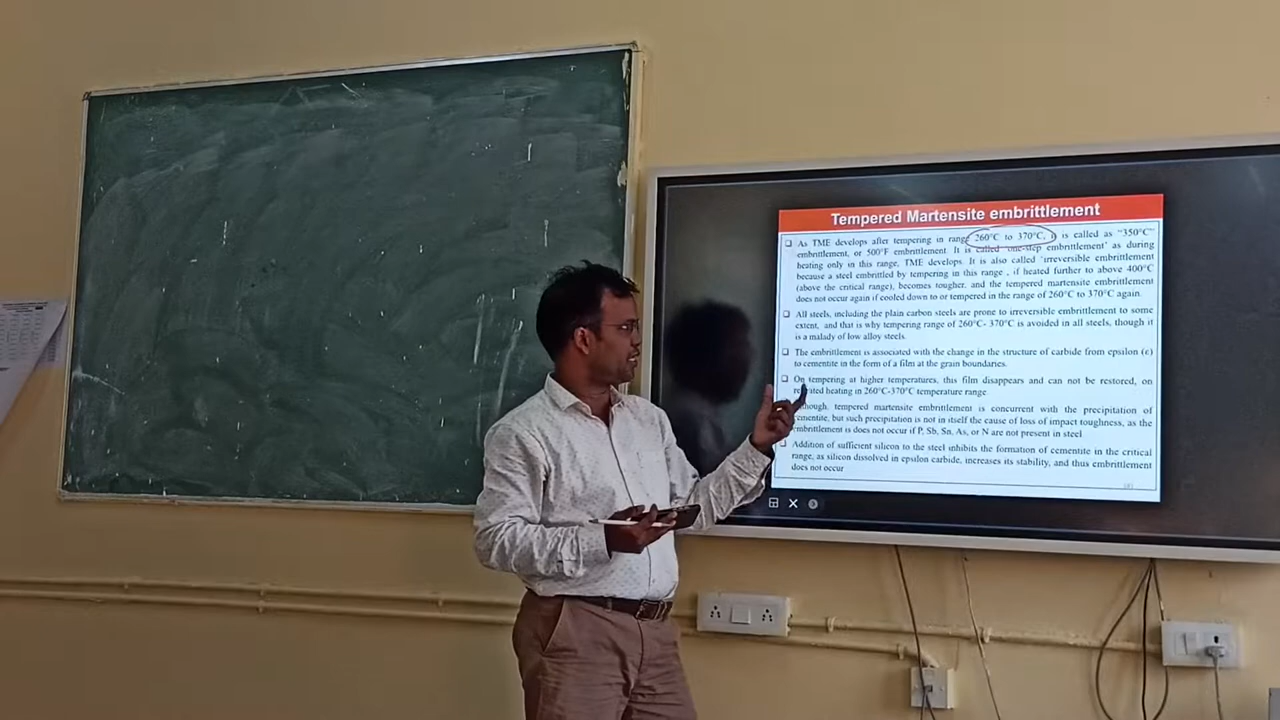 Tempered Martensite embrittlement
As TME develops after tempering in range 260°C to 370°C, is called as "350°C"
embrittlement, or 500°F embrittlement. It is called 'one-step embrittlement' as during
heating only in this range, TME develops. It is also called 'irreversible embrittlement
because a steel embrittled by tempering in this range , if heated further to above 400°C
(above the critical range), becomes tougher, and the tempered martensite embrittlement
does not occur again if cooled down to or tempered in the range of 260°C to 370°C again.
All steels, including the plain carbon steels are prone to irreversible embrittlement to some
extent, and that is why tempering range of 260°C- 370°C is avoided in all steels, though it
is a malady of low alloy steels.
The embrittlement is associated with the change in the structure of carbide from epsilon (ε)
to cementite in the form of a film at the grain boundaries.
On tempering at higher temperatures, this film disappears and can not be restored, on
heating in 260°C-370°C temperature range
tempered martensite embrittlement is concurrent with the precipitation of
cementite, but such precipitation is not in itself the cause of loss of impact toughness, as the
embrittlement is does not occur if P, Sb, Sn, As, or N are not present in steel
Addition of sufficient silicon to the steel inhibits the formation of cementite in the critical
range, as silicon dissolved in epsilon carbide, increases its stability, and thus embrittlement
does not occur